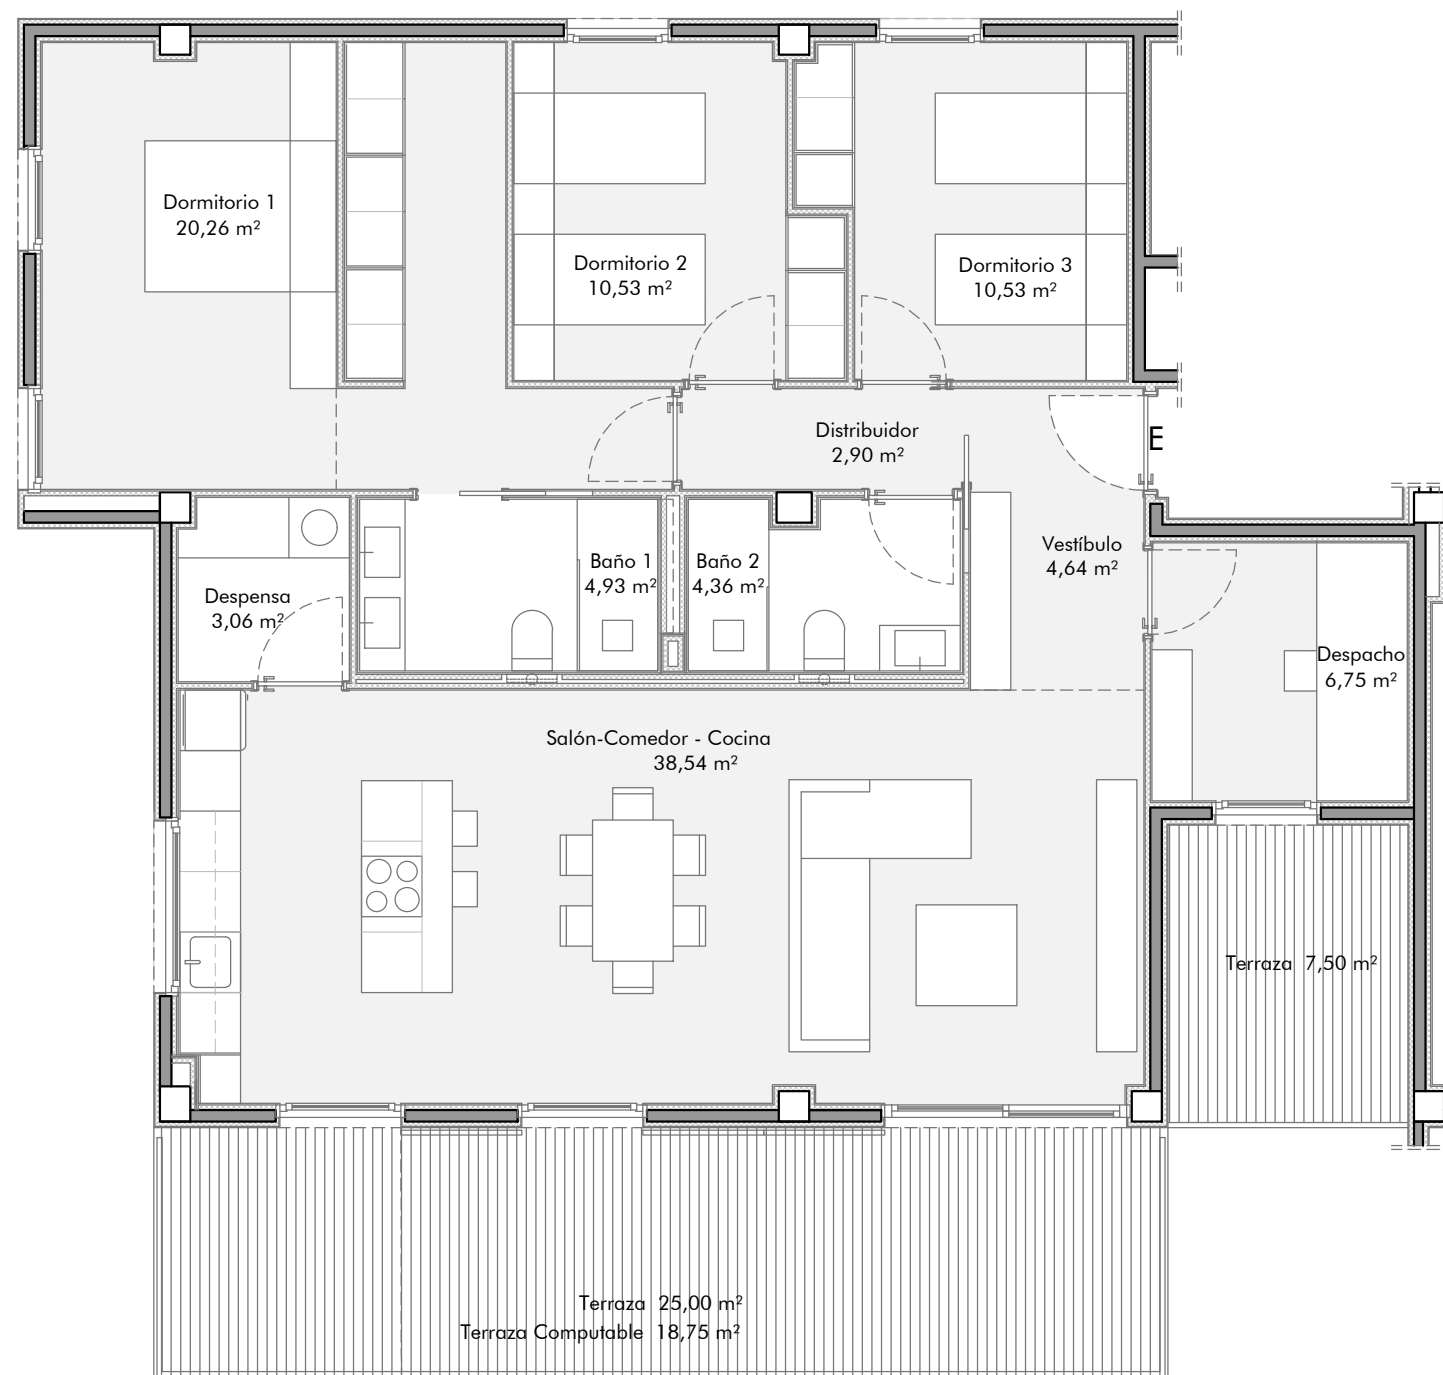 Dormitorio 1
20,26 m²
Dormitorio 2
10,53 m²
Dormitorio 3
10,53 m²
Distribuidor
2,90 m²
E
Baño 1
4,93 m²
Baño 2
4,36 m²
Vestíbulo
4,64 m²
Despensa
3,06 m²
Despacho
6,75 m²
Salón-Comedor - Cocina
38,54 m²
Terraza 7,50 m²
Terraza 25,00 m²
Terraza Computable 18,75 m²